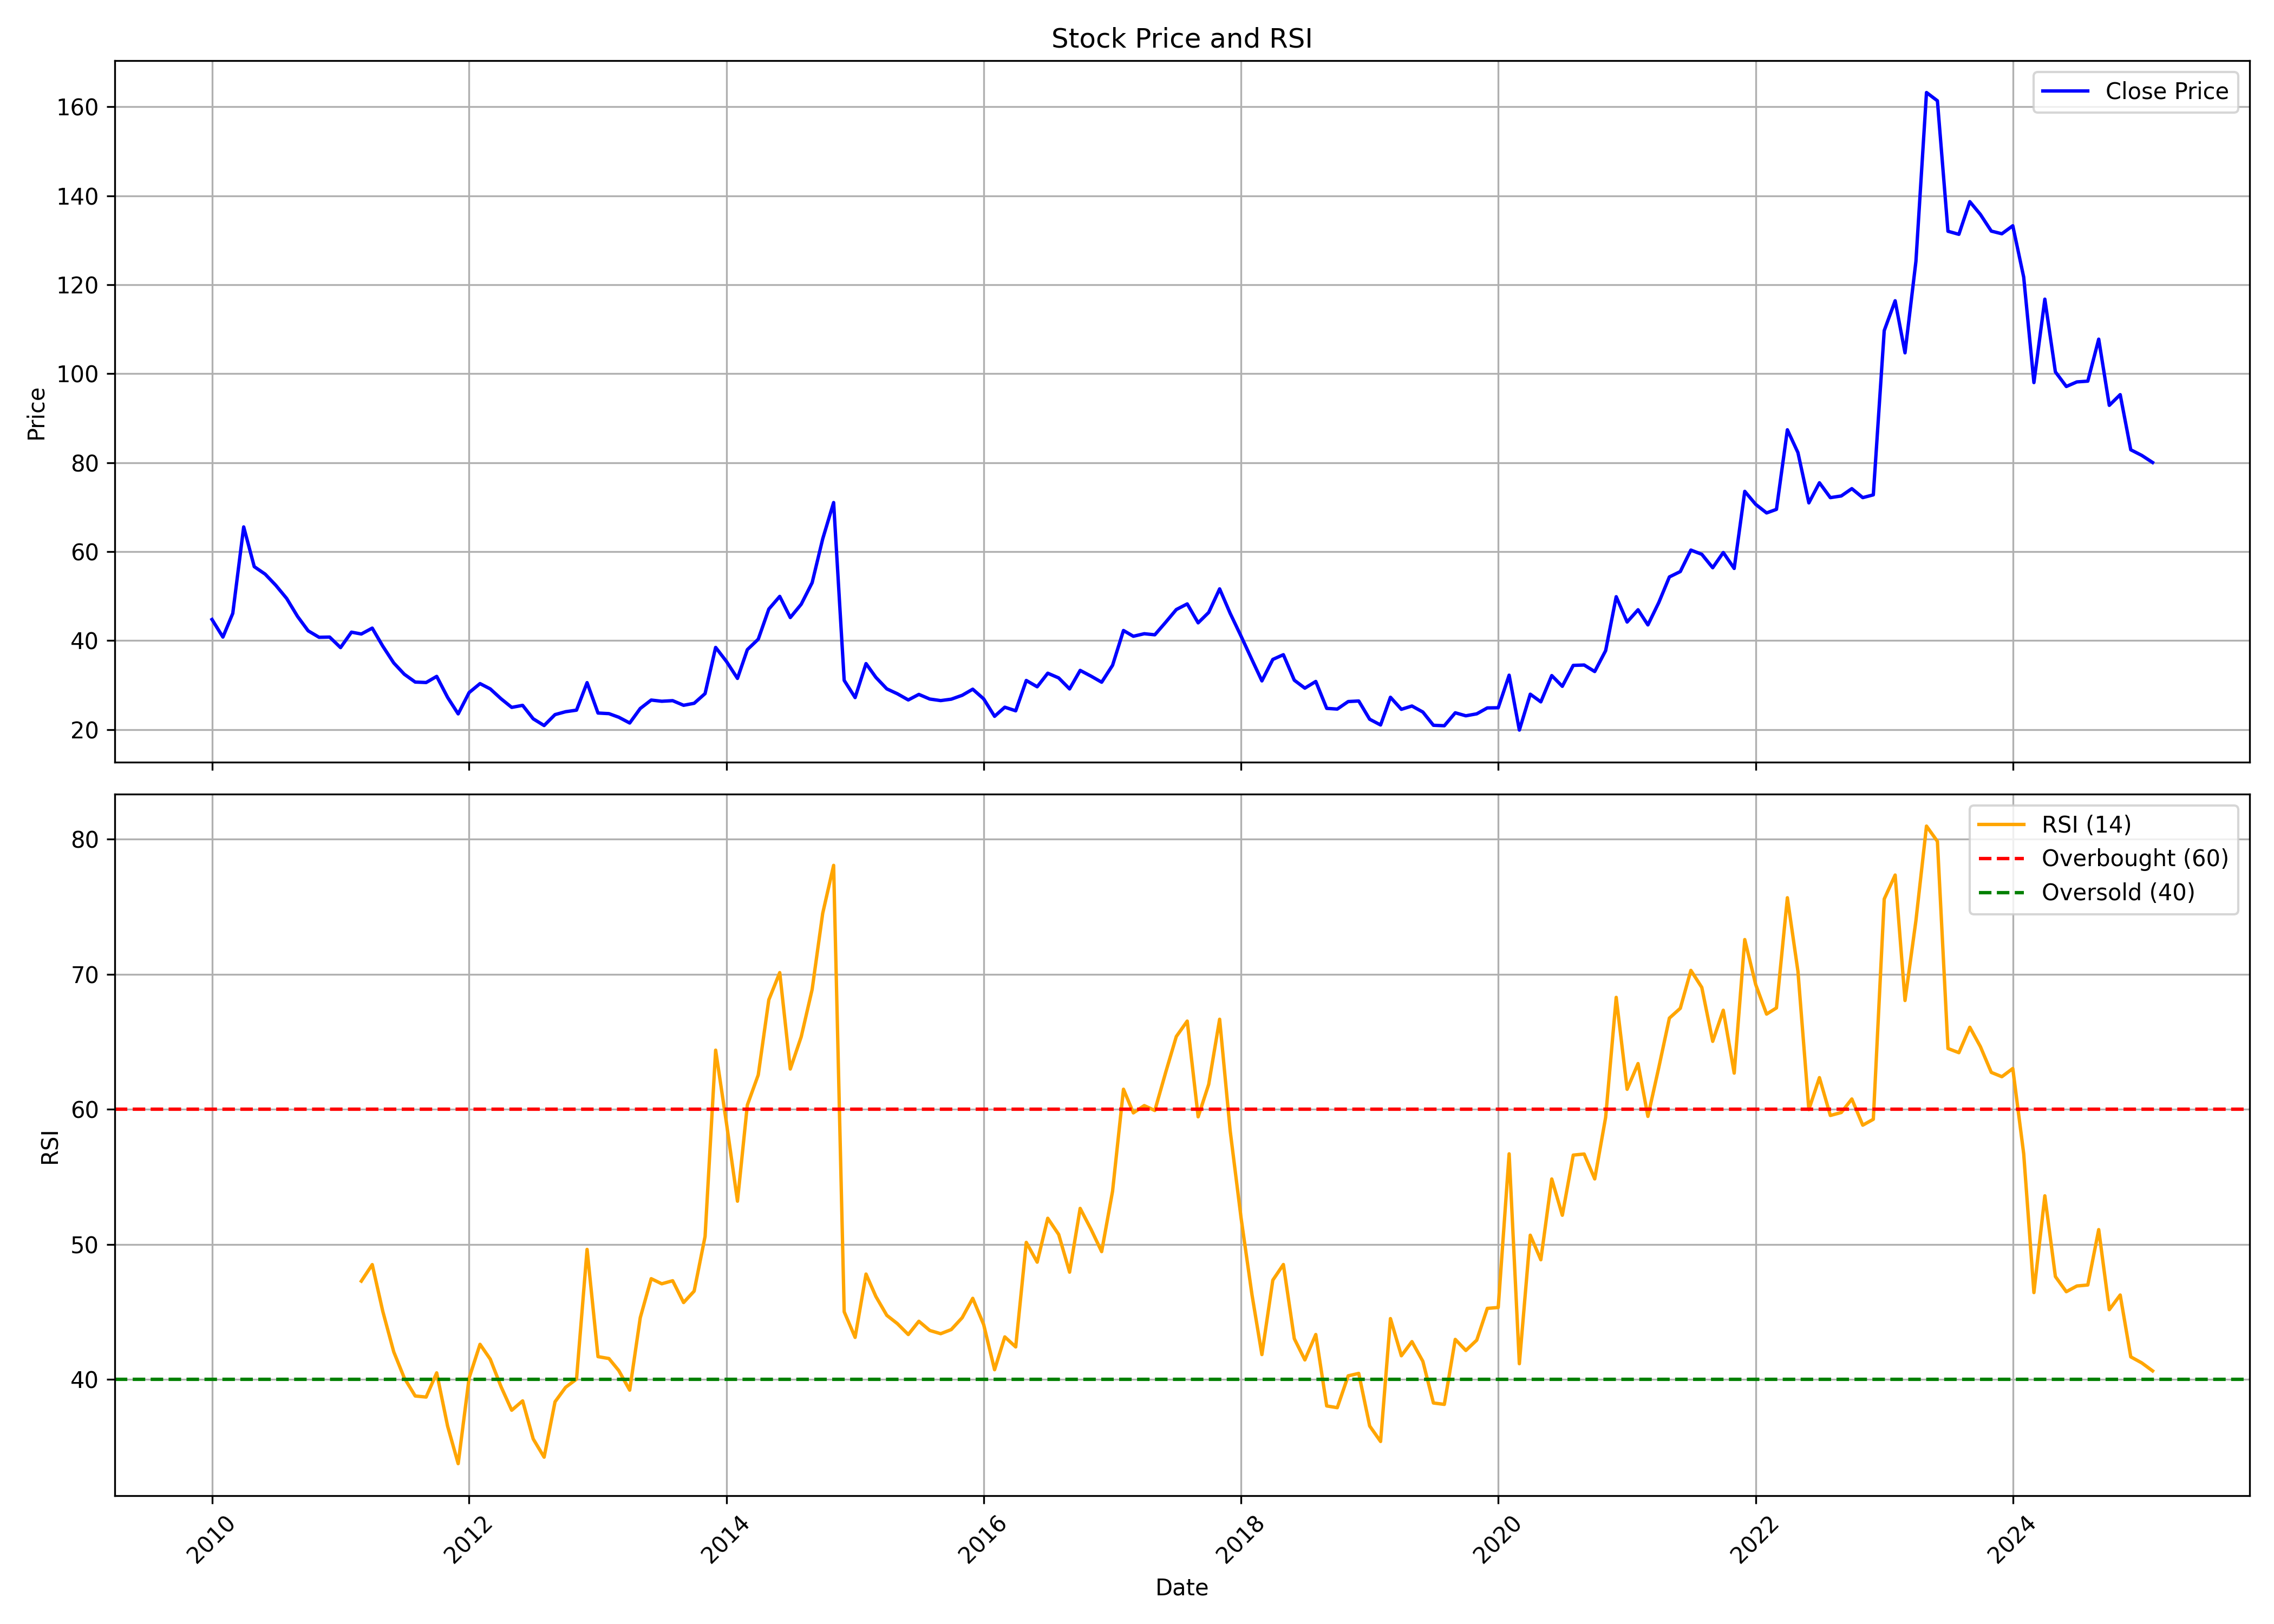 Stock Price and RSI
Close Price
160
140
120
100
80
60
40
20
Price
RSI (14)
Overbought (60)
Oversold (40)
80
70
60
50
40
RSI
2010
2012
2014
2016
2018
2020
2022
2024
Date